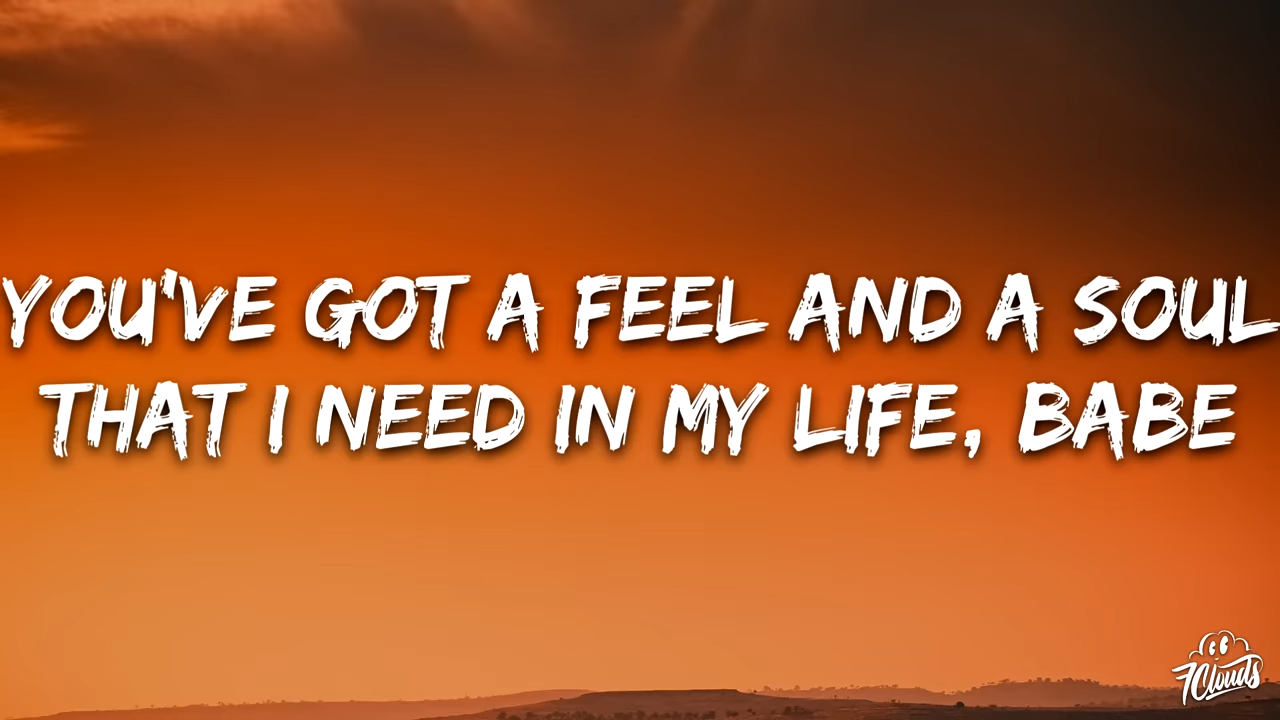 YOU'VE GOT A FEEL AND A SOUL
THAT I NEED IN MY LIFE, BABE
7Clouds